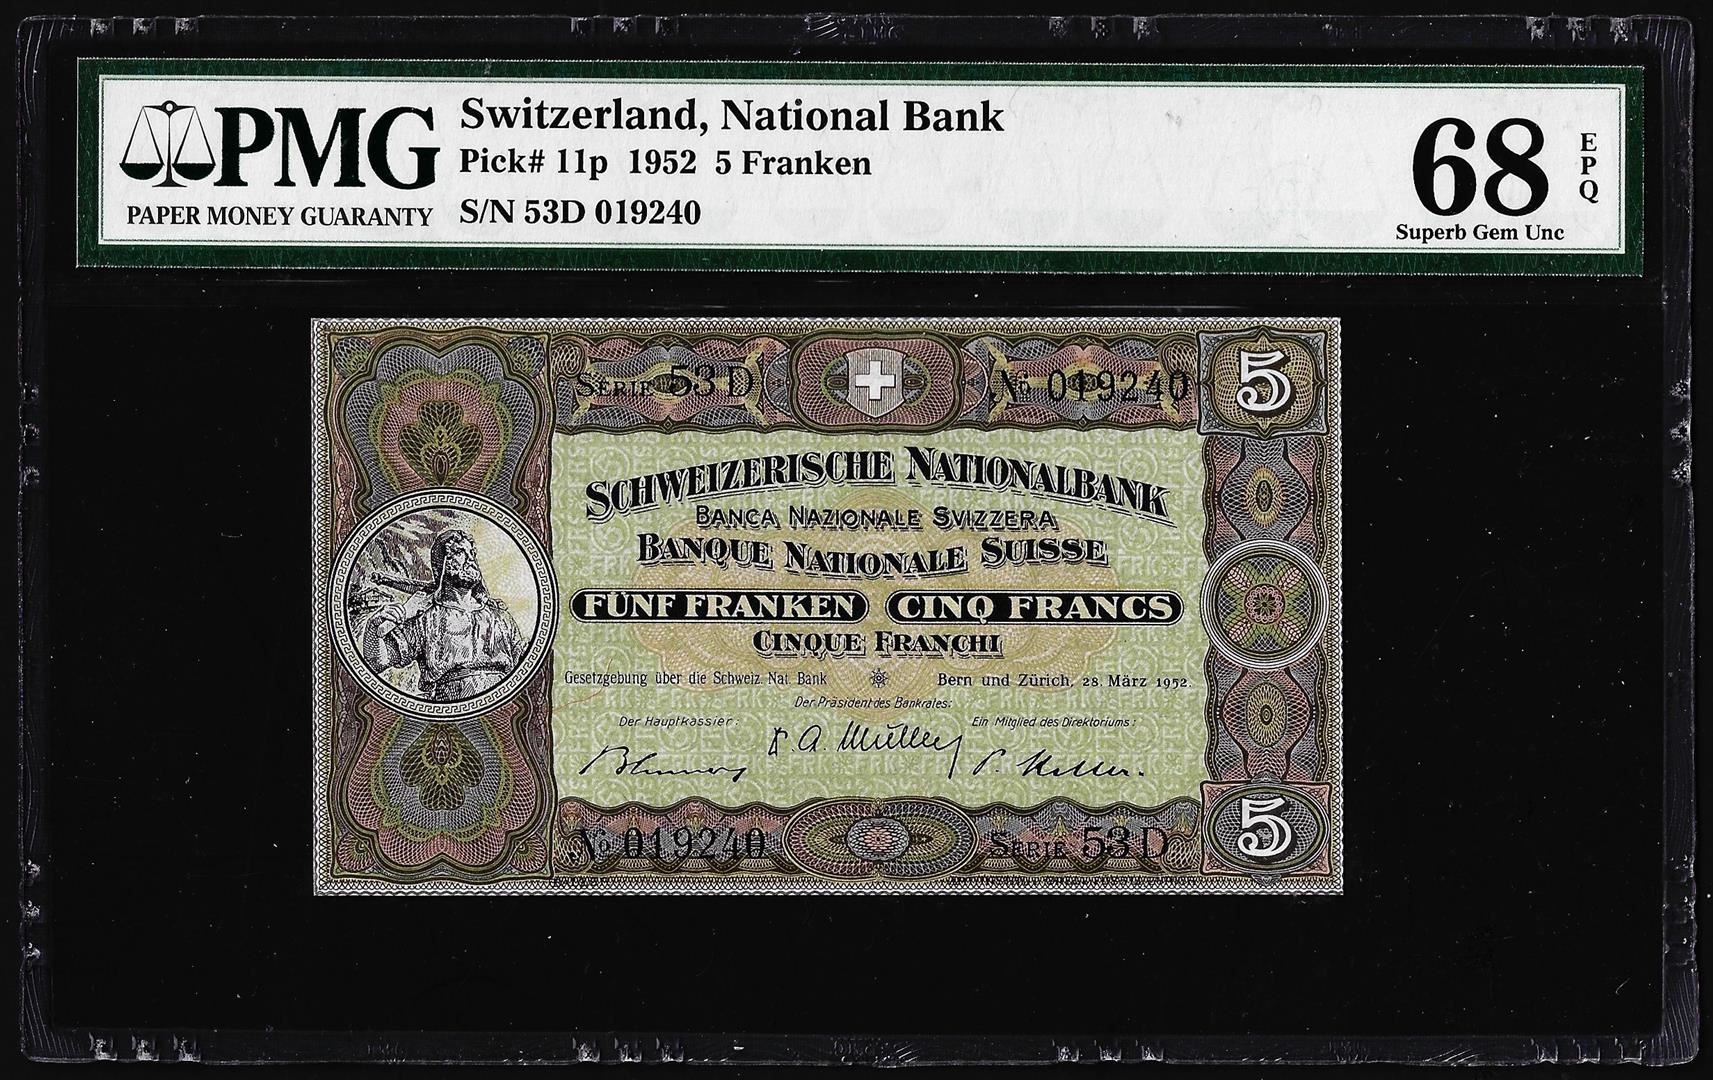 PMG
PAPER MONEY GUARANTY
Switzerland, National Bank
Pick# 11p 1952 5 Franken
S/N 53D 019240
68
EPQ
Superb Gem Unc
SERIE 53 D
No 019240
5
SCHWEIZERISCHE NATIONALBANK
BANCA NAZIONALE SVIZZERA
BANQUE NATIONALE SUISSE
FÜNF FRANKEN CINQ FRANCS
CINQUE FRANCHI
Gesetzgebung über die Schweiz. Nat. Bank
Bern und Zürich, 28. März 1952.
Der Präsident des Bankrates:
Der Hauptkassier:
Ein Mitglied des Direktoriums:
No 019240
SERIE 53 D
5